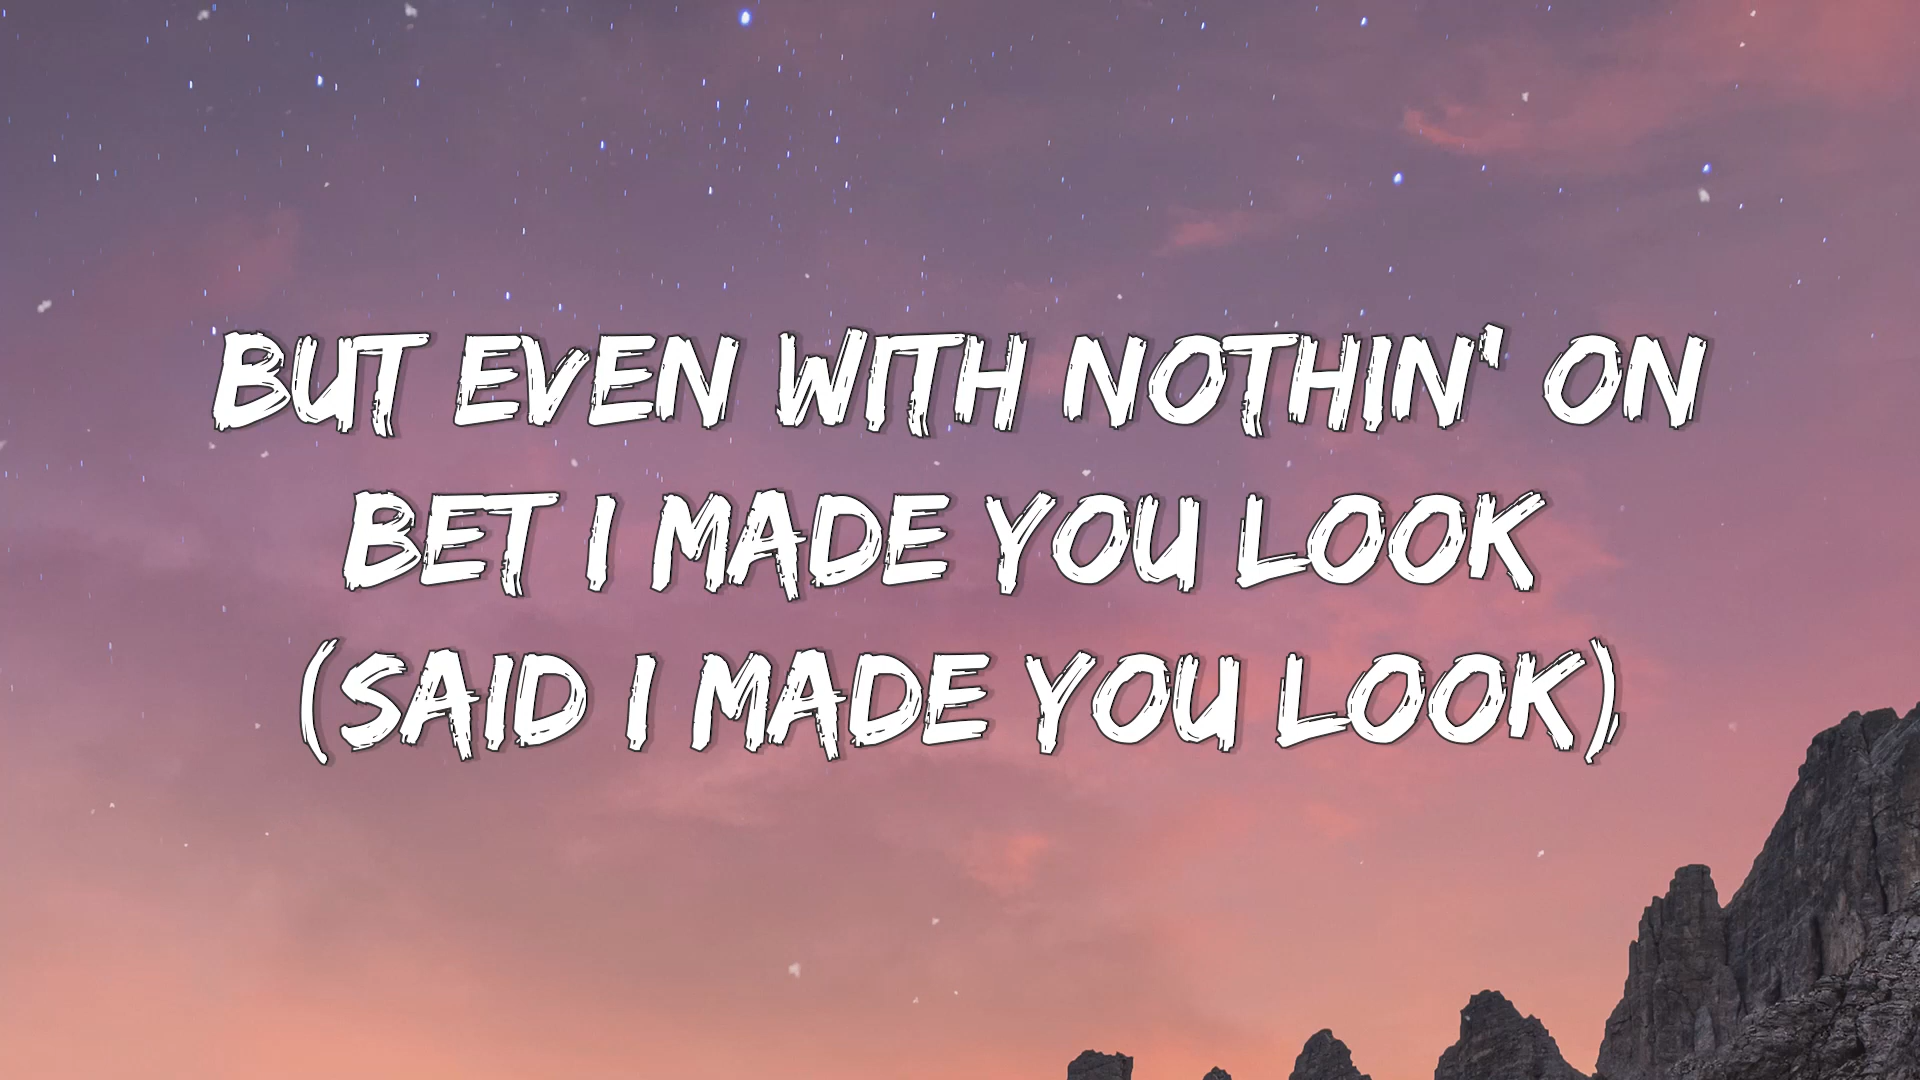 BUT EVEN WITH NOTHIN' ON
BET I MADE YOU LOOK
(SAID I MADE YOU LOOK)